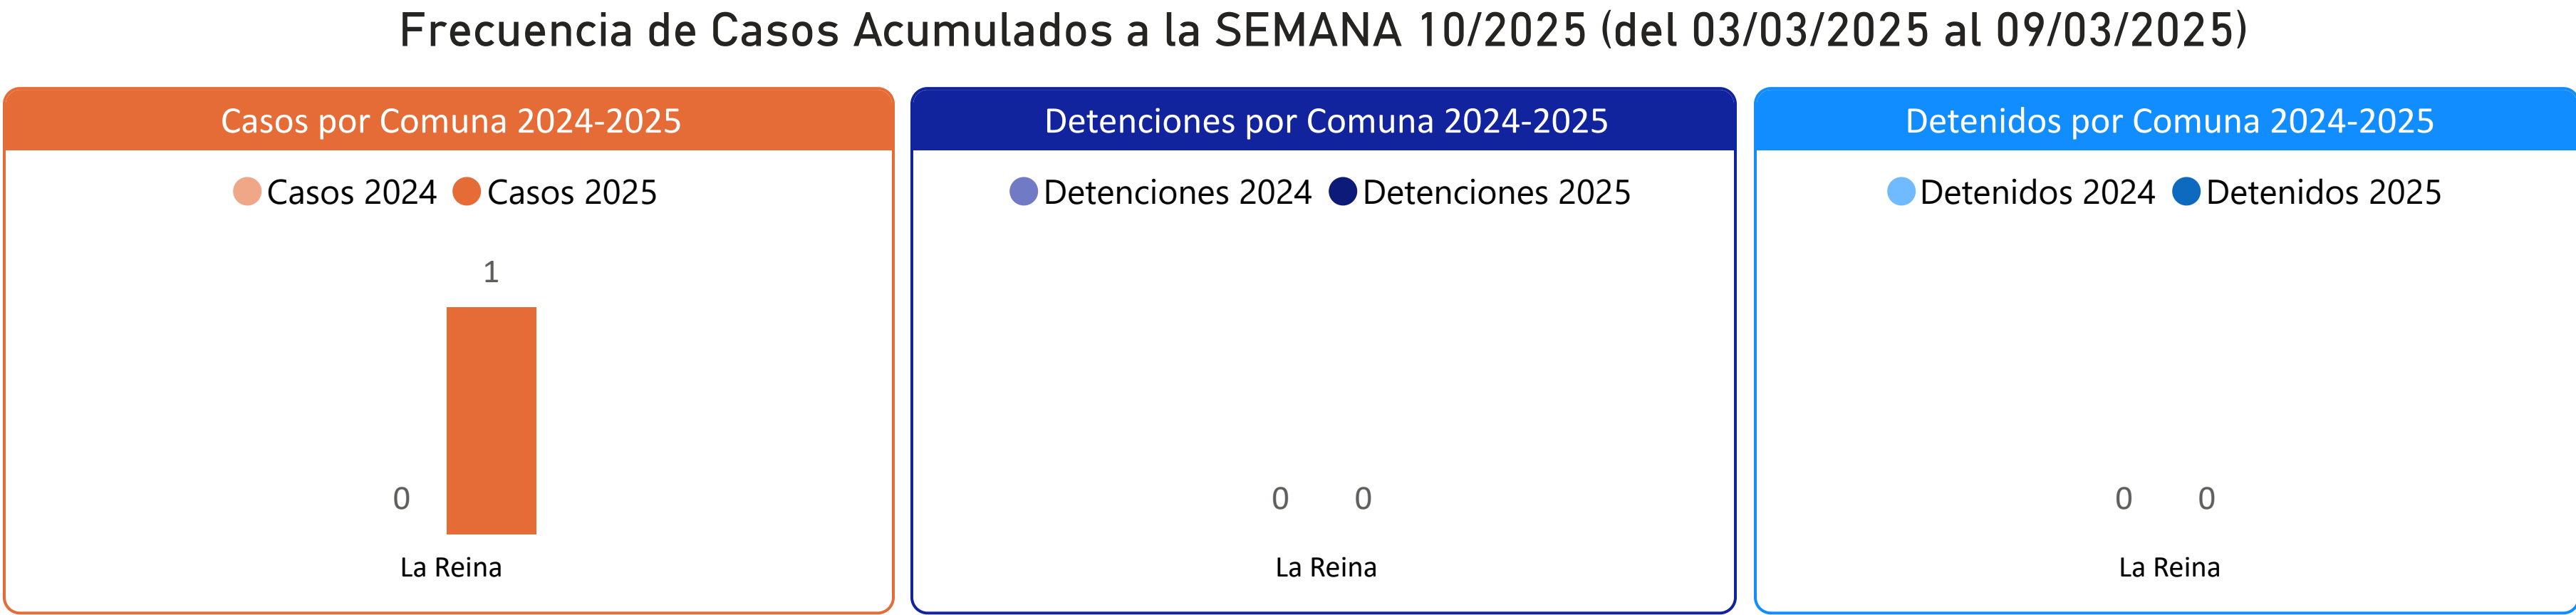 Frecuencia de Casos Acumulados a la SEMANA 10/2025 (del 03/03/2025 al 09/03/2025)
Casos por Comuna 2024-2025
Casos 2024 Casos 2025
1
0
La Reina
Detenciones por Comuna 2024-2025
Detenciones 2024 Detenciones 2025
0 0
La Reina
Detenidos por Comuna 2024-2025
Detenidos 2024 Detenidos 2025
0 0
La Reina